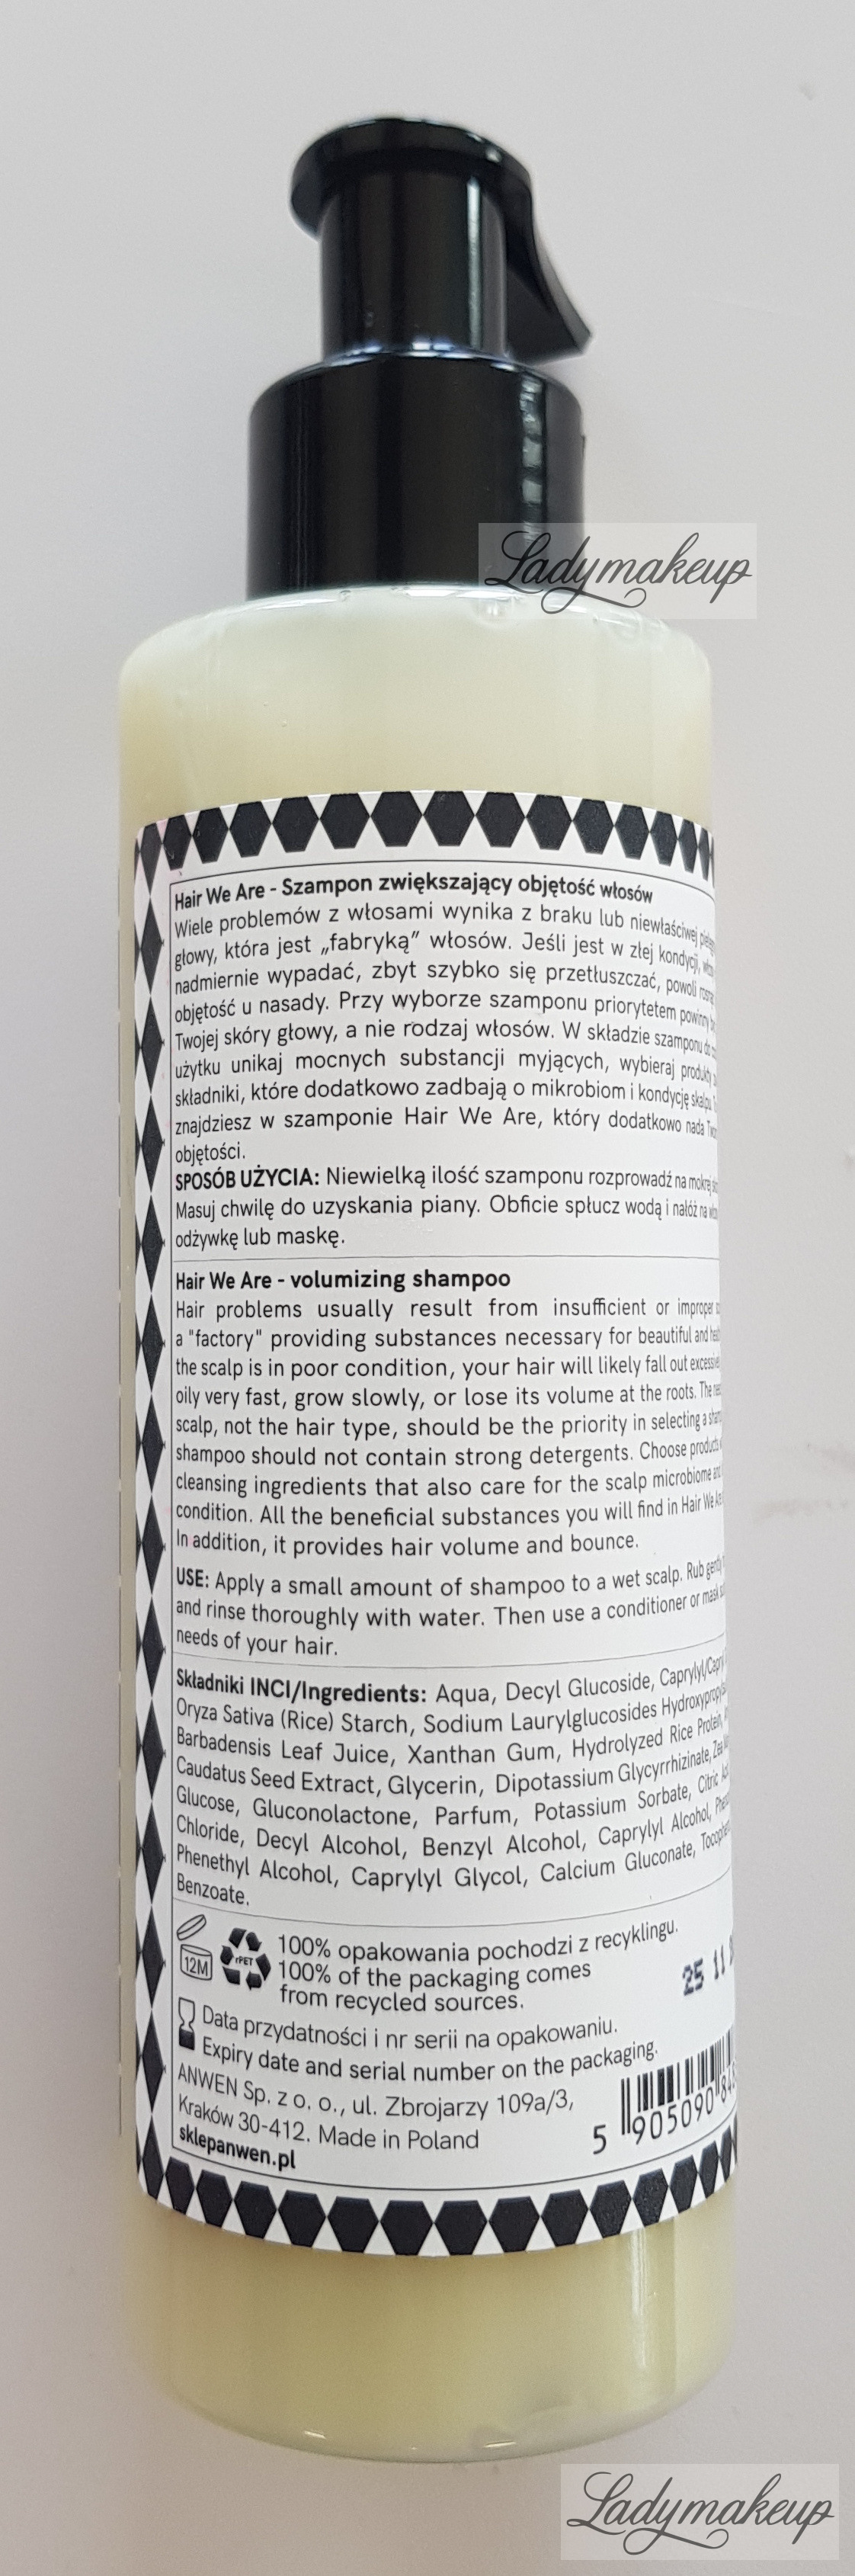 Ladymakeup
Hair We Are - Szampon zwiększający objętość włosów
Wiele problemów z włosami wynika z braku lub niewłaściwej
głowy, która jest „fabryką” włosów. Jeśli jest w złej kondycji,
nadmiernie wypadać, zbyt szybko się przetłuszczać, powoli
objętość u nasady. Przy wyborze szamponu priorytetem powinny
Twojej skóry głowy, a nie rodzaj włosów. W składzie szamponu do
użytku unikaj mocnych substancji myjących, wybieraj produkty
składniki, które dodatkowo zadbają o mikrobiom i kondycję skalpu.
znajdziesz w szamponie Hair We Are, który dodatkowo nada
objętości.
SPOSÓB UŻYCIA: Niewielką ilość szamponu rozprowadź na mokrej
Masuj chwilę do uzyskania piany. Obficie spłucz wodą i nałóż na
odżywkę lub maskę.
Hair We Are - volumizing shampoo
Hair problems usually result from insufficient or improper
a "factory" providing substances necessary for beautiful and
the scalp is in poor condition, your hair will likely fall out
oily very fast, grow slowly, or lose its volume at the roots. The
scalp, not the hair type, should be the priority in selecting a
shampoo should not contain strong detergents. Choose products
cleansing ingredients that also care for the scalp microbiome and
condition. All the beneficial substances you will find in Hair We Are
In addition, it provides hair volume and bounce.
USE: Apply a small amount of shampoo to a wet scalp. Rub gently
and rinse thoroughly with water. Then use a conditioner or mask
needs of your hair.
Składniki INCI/Ingredients: Aqua, Decyl Glucoside,
Oryza Sativa (Rice) Starch, Sodium Laurylglucosides
Barbadensis Leaf Juice, Xanthan Gum, Hydrolyzed Rice Protein,
Caudatus Seed Extract, Glycerin, Dipotassium Glycyrrhizinate, Zea
Glucose, Gluconolactone, Parfum, Potassium Sorbate, Citric
Chloride, Decyl Alcohol, Benzyl Alcohol, Caprylyl Alcohol,
Phenethyl Alcohol, Caprylyl Glycol, Calcium Gluconate,
Benzoate.
12M
rPET
100% opakowania pochodzi z recyklingu.
100% of the packaging comes
from recycled sources.
25 11
Data przydatności i nr serii na opakowaniu.
Expiry date and serial number on the packaging.
ANWEN Sp. z o. o., ul. Zbrojarzy 109a/3,
Kraków 30-412. Made in Poland
sklepanwen.pl
5 905090
Ladymakeup